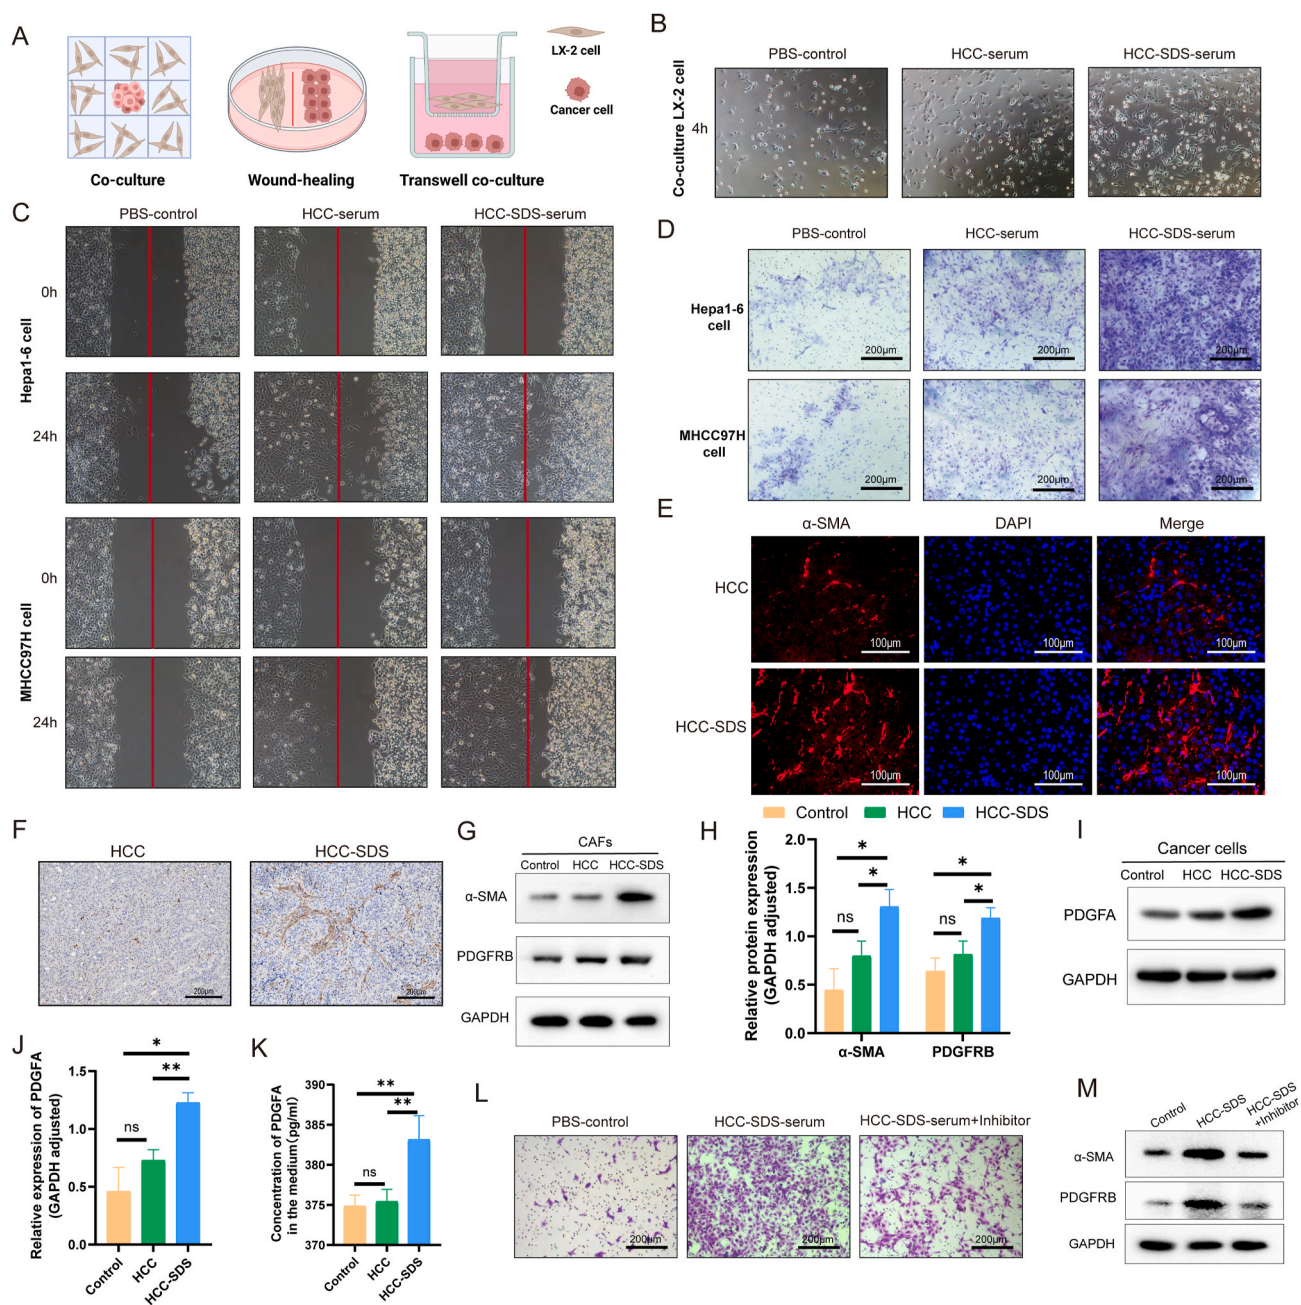 A
LX-2 cell
Cancer cell
Co-culture
Wound-healing
Transwell co-culture
B
PBS-control
HCC-serum
HCC-SDS-serum
Co-culture LX-2 cell
4h
C
PBS-control
HCC-serum
HCC-SDS-serum
Hepa1-6 cell
0h
24h
MHCC97H cell
0h
24h
D
PBS-control
HCC-serum
HCC-SDS-serum
Hepa1-6
cell
200μm
200μm
200μm
MHCC97H
cell
200μm
200μm
200μm
E
α-SMA
DAPI
Merge
HCC
100μm
100μm
100μm
HCC-SDS
100μm
100μm
100μm
F
HCC
HCC-SDS
200μm
200μm
G
CAFs
Control
HCC
HCC-SDS
α-SMA
PDGFRB
GAPDH
Control
HCC
HCC-SDS
H
Relative protein expression
(GAPDH adjusted)
2.0
1.5
1.0
0.5
0.0
*
*
ns
*
*
ns
α-SMA
PDGFRB
I
Cancer cells
Control
HCC
HCC-SDS
PDGFA
GAPDH
J
Relative expression of PDGFA
(GAPDH adjusted)
1.5
1.0
0.5
0.0
*
**
ns
Control
HCC
HCC-SDS
K
Concentration of PDGFA
in the medium(pg/ml)
390
385
380
375
370
**
**
ns
Control
HCC
HCC-SDS
L
PBS-control
HCC-SDS-serum
HCC-SDS-serum+Inhibitor
200μm
200μm
200μm
M
Control
HCC-SDS
HCC-SDS
+Inhibitor
α-SMA
PDGFRB
GAPDH